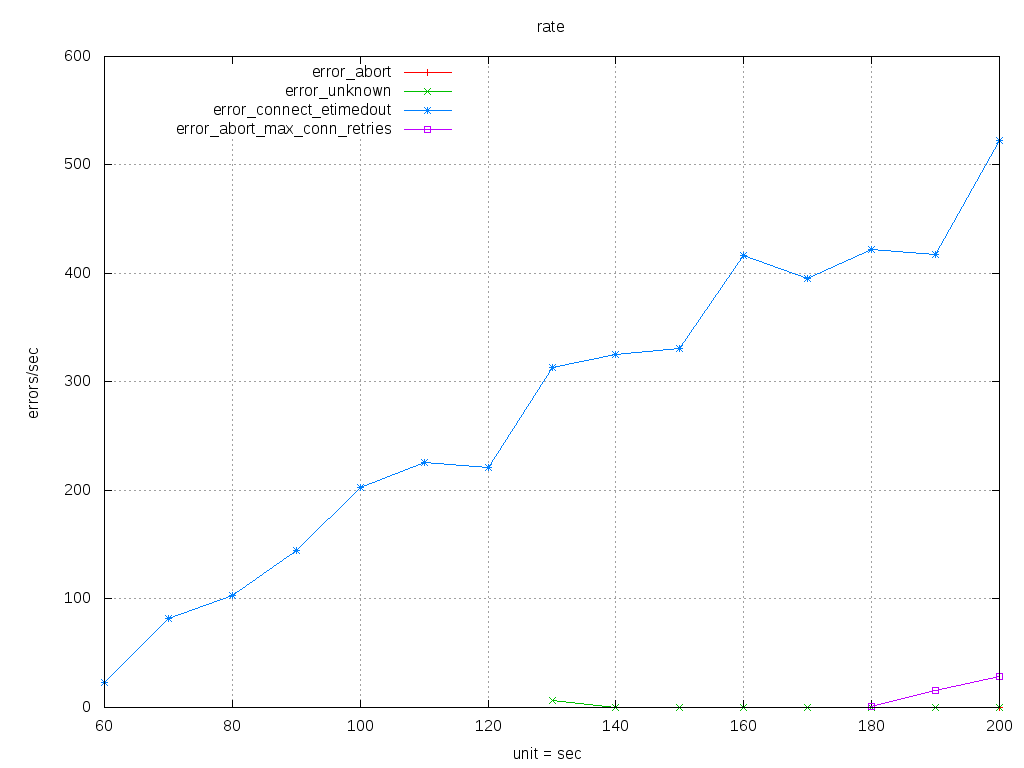 rate
600
500
400
300
200
100
0
errors/sec
error_abort
error_unknown
error_connect_etimedout
error_abort_max_conn_retries
60 80 100 120 140 160 180 200
unit = sec